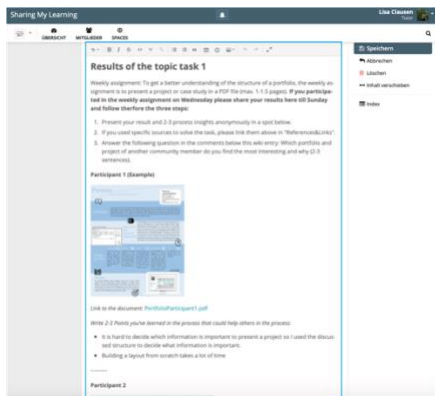 Sharing My Learning
Lisa Clausen
Tutor
ÜBERSICHT
MITGLIEDER
SPACES
Speichern
Abbrechen
Löschen
Inhalt verschieben
Index
Results of the topic task 1
Weekly assignment: To get a better understanding of the structure of a portfolio, the weekly as-
signment is to present a project or case study in a PDF file (max. 1-1.5 pages). If you participa-
ted in the weekly assignment on Wednesday please share your results here till Sunday
and follow therfore the three steps:
1. Present your result and 2-3 process insights anonymously in a spot below.
2. If you used specific sources to solve the task, please link them above in "References&Links".
3. Answer the following question in the comments below this wiki entry: Which portfolio and
project of another community member do you find the most interesting and why (2-3
sentences).
Participant 1 (Example)
Link to the document: PortfolioParticipant1.pdf
Write 2-3 Points you've learned in the process that could help others in the process:
It is hard to decide which information is important to present a project so I used the discus-
sed structure to decide what information is important.
Building a layout from scratch takes a lot of time
Participant 2